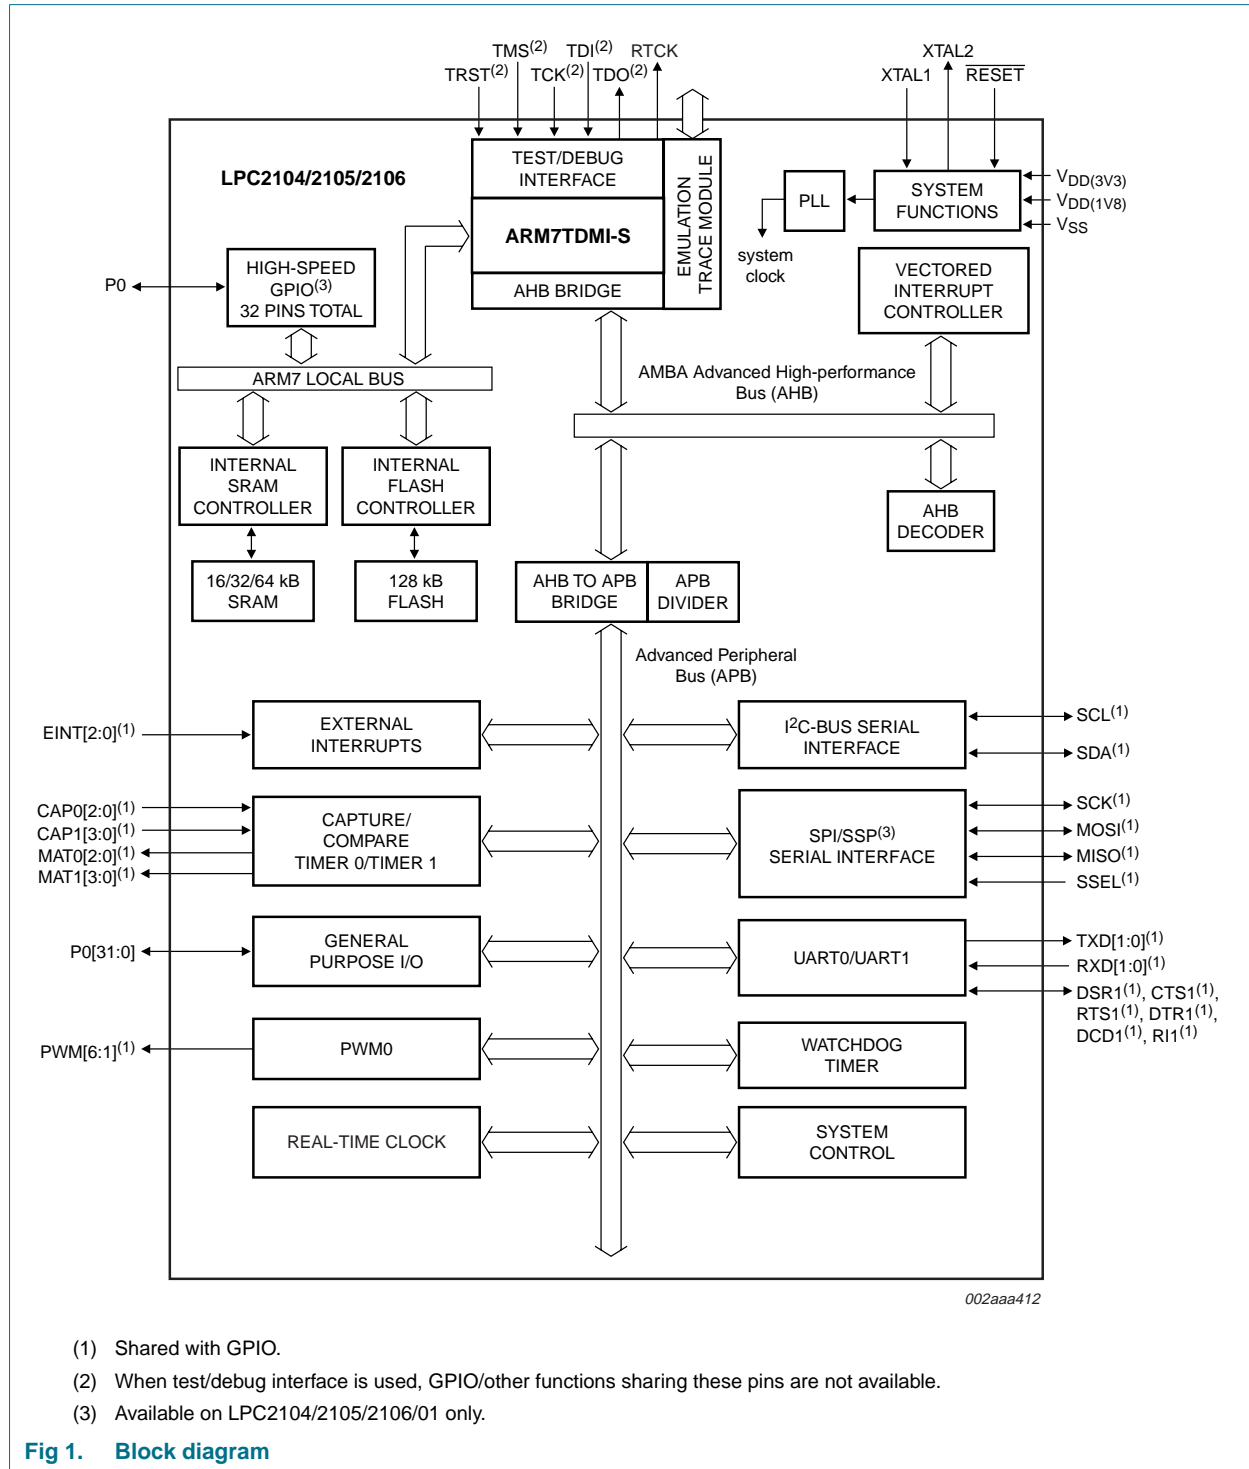 TMS(2) TDI(2) RTCK
TRST(2) TCK(2) TDO(2)
XTAL2
XTAL1 RESET
LPC2104/2105/2106
TEST/DEBUG
INTERFACE
ARM7TDMI-S
AHB BRIDGE
EMULATION
TRACE MODULE
PLL
system
clock
SYSTEM
FUNCTIONS
VDD(3V3)
VDD(1V8)
VSS
P0
HIGH-SPEED
GPIO(3)
32 PINS TOTAL
VECTORED
INTERRUPT
CONTROLLER
ARM7 LOCAL BUS
AMBA Advanced High-performance
Bus (AHB)
INTERNAL
SRAM
CONTROLLER
INTERNAL
FLASH
CONTROLLER
AHB
DECODER
16/32/64 kB
SRAM
128 kB
FLASH
AHB TO APB
BRIDGE
APB
DIVIDER
Advanced Peripheral
Bus (APB)
EINT[2:0](1)
EXTERNAL
INTERRUPTS
I2C-BUS SERIAL
INTERFACE
SCL(1)
SDA(1)
CAP0[2:0](1)
CAP1[3:0](1)
MAT0[2:0](1)
MAT1[3:0](1)
CAPTURE/
COMPARE
TIMER 0/TIMER 1
SPI/SSP(3)
SERIAL INTERFACE
SCK(1)
MOSI(1)
MISO(1)
SSEL(1)
P0[31:0]
GENERAL
PURPOSE I/O
UART0/UART1
TXD[1:0](1)
RXD[1:0](1)
DSR1(1), CTS1(1),
RTS1(1), DTR1(1),
DCD1(1), RI1(1)
PWM[6:1](1)
PWM0
WATCHDOG
TIMER
REAL-TIME CLOCK
SYSTEM
CONTROL
002aaa412
(1) Shared with GPIO.
(2) When test/debug interface is used, GPIO/other functions sharing these pins are not available.
(3) Available on LPC2104/2105/2106/01 only.
Fig 1. Block diagram